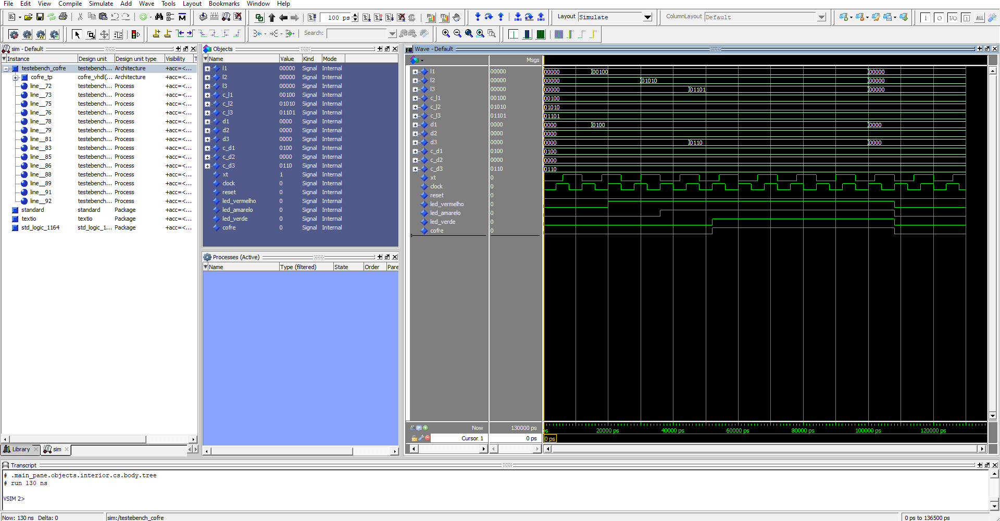 File Edit View Compile Simulate Add Wave Tools Layout Bookmarks Window Help
100 ps
Layout Simulate
ColumnLayout Default
Search:
sim - Default
Instance Design unit Design unit type Visibility T
testebench_cofre testebench... Architecture +acc=<...
cofre_tp cofre_vhdl(... Architecture +acc=<...
line__72 testebench... Process +acc=<...
line__73 testebench... Process +acc=<...
line__75 testebench... Process +acc=<...
line__76 testebench... Process +acc=<...
line__78 testebench... Process +acc=<...
line__79 testebench... Process +acc=<...
line__81 testebench... Process +acc=<...
line__83 testebench... Process +acc=<...
line__85 testebench... Process +acc=<...
line__86 testebench... Process +acc=<...
line__88 testebench... Process +acc=<...
line__89 testebench... Process +acc=<...
line__91 testebench... Process +acc=<...
line__92 testebench... Process +acc=<...
standard standard Package +acc=<...
textio textio Package +acc=<...
std_logic_1164 std_logic_1... Package +acc=<...
Library sim
Objects
Name Value Kind Mode
l1 00000 Signal Internal
l2 00000 Signal Internal
l3 00000 Signal Internal
c_l1 00100 Signal Internal
c_l2 01010 Signal Internal
c_l3 01101 Signal Internal
d1 0000 Signal Internal
d2 0000 Signal Internal
d3 0000 Signal Internal
c_d1 0100 Signal Internal
c_d2 0000 Signal Internal
c_d3 0110 Signal Internal
xt 1 Signal Internal
clock 0 Signal Internal
reset 0 Signal Internal
led_vermelho 0 Signal Internal
led_amarelo 0 Signal Internal
led_verde 0 Signal Internal
cofre 0 Signal Internal
Processes (Active)
Name Type (filtered) State Order Pare
Wave - Default
Msgs
l1 00000 00000 00100 00000
l2 00000 00000 01010 00000
l3 00000 00000 01101 00000
c_l1 00100 00100
c_l2 01010 01010
c_l3 01101 01101
d1 0000 0000 0100 0000
d2 0000 0000
d3 0000 0000 0110 0000
c_d1 0100 0100
c_d2 0000 0000
c_d3 0110 0110
xt 0
clock 0
reset 0
led_vermelho 0
led_amarelo 0
led_verde 0
cofre 0
Now 130000 ps ps 20000 ps 40000 ps 60000 ps 80000 ps 100000 ps 120000 ps
Cursor 1 0 ps 0 ps
Transcript
# .main_pane.objects.interior.cs.body.tree
# run 130 ns
VSIM 2>
Now: 130 ns Delta: 0 sim:/testebench_cofre 0 ps to 136500 ps